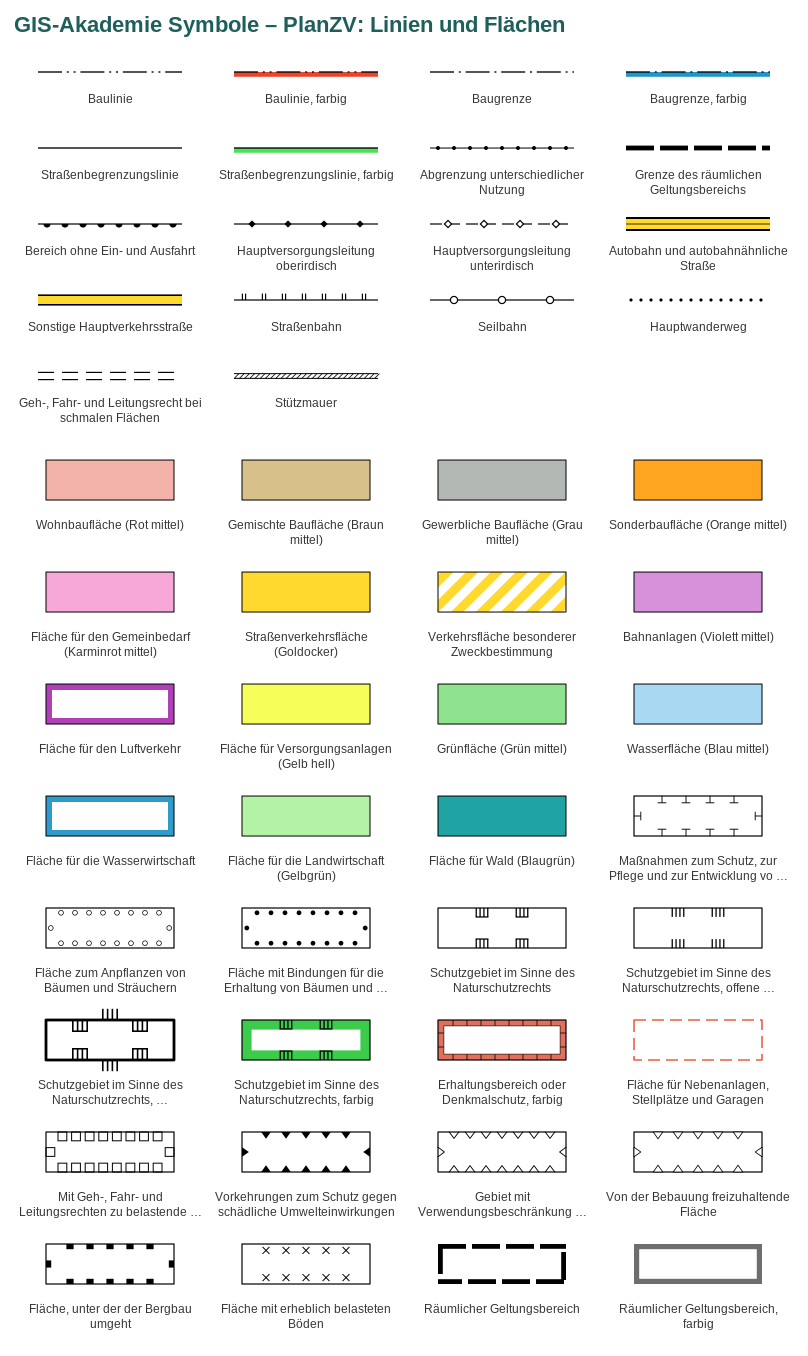 GIS-Akademie Symbole – PlanZV: Linien und Flächen
Baulinie
Baulinie, farbig
Baugrenze
Baugrenze, farbig
Straßenbegrenzungslinie
Straßenbegrenzungslinie, farbig
Abgrenzung unterschiedlicher
Nutzung
Grenze des räumlichen
Geltungsbereichs
Bereich ohne Ein- und Ausfahrt
Hauptversorgungsleitung
oberirdisch
Hauptversorgungsleitung
unterirdisch
Autobahn und autobahnähnliche
Straße
Sonstige Hauptverkehrsstraße
Straßenbahn
Seilbahn
Hauptwanderweg
Geh-, Fahr- und Leitungsrecht bei
schmalen Flächen
Stützmauer
Wohnbaufläche (Rot mittel)
Gemischte Baufläche (Braun
mittel)
Gewerbliche Baufläche (Grau
mittel)
Sonderbaufläche (Orange mittel)
Fläche für den Gemeinbedarf
(Karminrot mittel)
Straßenverkehrsfläche
(Goldocker)
Verkehrsfläche besonderer
Zweckbestimmung
Bahnanlagen (Violett mittel)
Fläche für den Luftverkehr
Fläche für Versorgungsanlagen
(Gelb hell)
Grünfläche (Grün mittel)
Wasserfläche (Blau mittel)
Fläche für die Wasserwirtschaft
Fläche für die Landwirtschaft
(Gelbgrün)
Fläche für Wald (Blaugrün)
Maßnahmen zum Schutz, zur
Pflege und zur Entwicklung vo …
Fläche zum Anpflanzen von
Bäumen und Sträuchern
Fläche mit Bindungen für die
Erhaltung von Bäumen und …
Schutzgebiet im Sinne des
Naturschutzrechts
Schutzgebiet im Sinne des
Naturschutzrechts, offene …
Schutzgebiet im Sinne des
Naturschutzrechts, …
Schutzgebiet im Sinne des
Naturschutzrechts, farbig
Erhaltungsbereich oder
Denkmalschutz, farbig
Fläche für Nebenanlagen,
Stellplätze und Garagen
Mit Geh-, Fahr- und
Leitungsrechten zu belastende …
Vorkehrungen zum Schutz gegen
schädliche Umwelteinwirkungen
Gebiet mit
Verwendungsbeschränkung …
Von der Bebauung freizuhaltende
Fläche
Fläche, unter der der Bergbau
umgeht
Fläche mit erheblich belasteten
Böden
Räumlicher Geltungsbereich
Räumlicher Geltungsbereich,
farbig